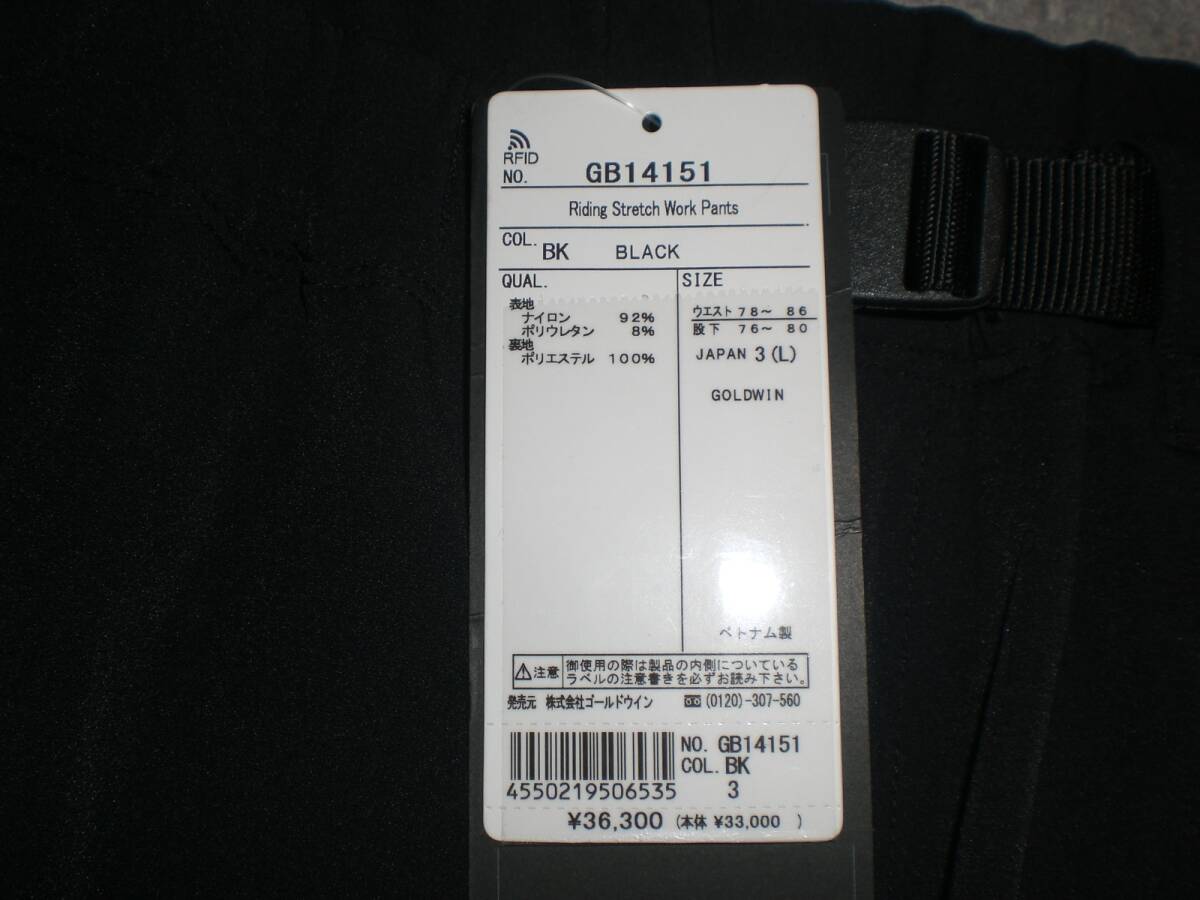 RFID
NO. GB14151
Riding Stretch Work Pants
COL. BK BLACK
QUAL.
表地
ナイロン 92%
ポリウレタン 8%
裏地
ポリエステル 100%
SIZE
ウエスト 78～ 86
股下 76～ 80
JAPAN 3(L)
GOLDWIN
ベトナム製
注意 御使用の際は製品の内側についている
ラベルの注意書きを必ずお読み下さい。
発売元 株式会社ゴールドウイン (0120)-307-560
NO. GB14151
COL. BK
3
4550219506535
¥36,300 (本体 ¥33,000 )